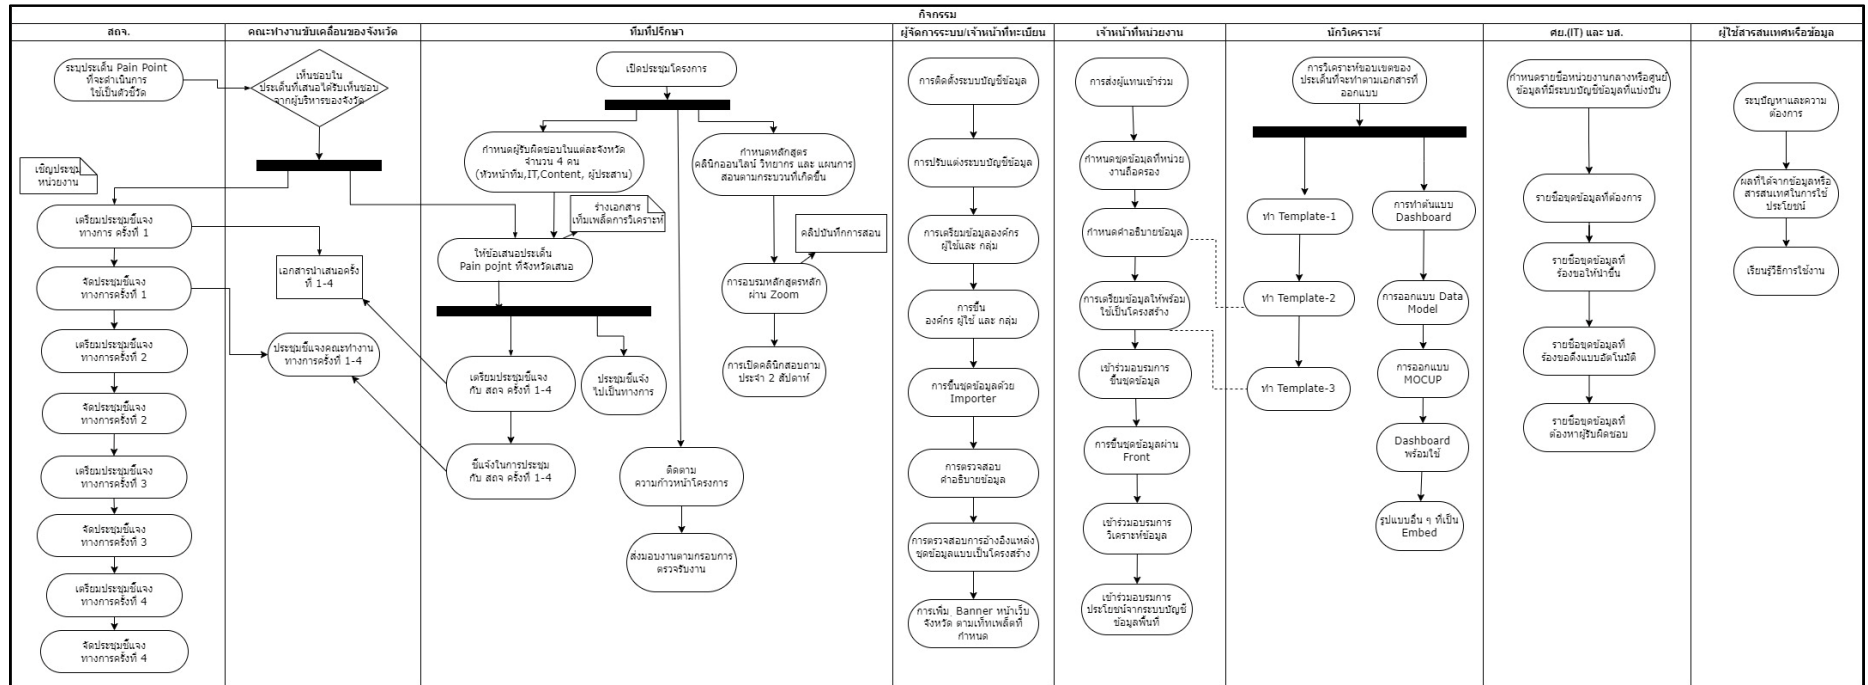 กิจกรรม
สถจ.
คณะทำงานขับเคลื่อนของจังหวัด
ทีมที่ปรึกษา
ผู้จัดการระบบ/เจ้าหน้าที่ทะเบียน
เจ้าหน้าที่หน่วยงาน
นักวิเคราะห์
ศย.(IT) และ บส.
ผู้ใช้สารสนเทศหรือข้อมูล
ระบุประเด็น Pain Point
ที่จะดำเนินการ
ใช้เป็นตัวชี้วัด
เชิญประชุม
หน่วยงาน
เตรียมประชุมชี้แจง
ทางการ ครั้งที่ 1
จัดประชุมชี้แจง
ทางการครั้งที่ 1
เตรียมประชุมชี้แจง
ทางการครั้งที่ 2
จัดประชุมชี้แจง
ทางการครั้งที่ 2
เตรียมประชุมชี้แจง
ทางการครั้งที่ 3
จัดประชุมชี้แจง
ทางการครั้งที่ 3
เตรียมประชุมชี้แจง
ทางการครั้งที่ 4
จัดประชุมชี้แจง
ทางการครั้งที่ 4
เห็นชอบใน
ประเด็นที่เสนอได้รับเห็นชอบ
จากผู้บริหารของจังหวัด
เอกสารนำเสนอครั้ง
ที่ 1-4
ประชุมชี้แจงคณะทำงาน
ทางการครั้งที่ 1-4
เปิดประชุมโครงการ
กำหนดผู้รับผิดชอบในแต่ละจังหวัด
จำนวน 4 คน
(หัวหน้าทีม,IT,Content, ผู้ประสาน)
ร่างเอกสาร
เท็มเพล็ตการวิเคราะห์
ให้ข้อเสนอประเด็น
Pain pojnt ที่จังหวัดเสนอ
เตรียมประชุมชี้แจง
กับ สถจ ครั้งที่ 1-4
ประชุมชี้แจง
ไปเป็นทางการ
ชี้แจ้งในการประชุม
กับ สถจ ครั้งที่ 1-4
กำหนดหลักสูตร
คลินิกออนไลน์ วิทยากร และ แผนการ
สอนตามกระบวนที่เกิดขึ้น
คลิปบันทึกการสอน
การอบรมหลักสูตรหลัก
ผ่าน Zoom
การเปิดคลินิกสอบถาม
ประจำ 2 สัปดาห์
ติดตาม
ความก้าวหน้าโครงการ
ส่งมอบงานตามกรอบการ
ตรวจรับงาน
การติดตั้งระบบบัญชีข้อมูล
การปรับแต่งระบบบัญชีข้อมูล
การเตรียมข้อมูลองค์กร
ผู้ใช้และ กลุ่ม
การขึ้น
องค์กร ผู้ใช้ และ กลุ่ม
การขึ้นชุดข้อมูลด้วย
Importer
การตรวจสอบ
คำอธิบายข้อมูล
การตรวจสอบการอ้างอิงแหล่ง
ชุดข้อมูลแบบเป็นโครงสร้าง
การเพิ่ม Banner หน้าเว็บ
จังหวัด ตามเท็ทเพล็ตที่
กำหนด
การส่งผู้แทนเข้าร่วม
กำหนดชุดข้อมูลที่หน่วย
งานถือครอง
กำหนดคำอธิบายข้อมูล
การเตรียมข้อมูลให้พร้อม
ใช้เป็นโครงสร้าง
เข้าร่วมอบรมการ
ขึ้นชุดข้อมูล
การขึ้นชุดข้อมูลผ่าน
Front
เข้าร่วมอบรมการ
วิเคราะห์ข้อมูล
เข้าร่วมอบรมการ
ประโยชน์จากระบบบัญชี
ข้อมูลพื้นที่
การวิเคราะห์ขอบเขตของ
ประเด็นที่จะทำตามเอกสารที่
ออกแบบ
ทำ Template-1
ทำ Template-2
ทำ Template-3
การทำต้นแบบ
Dashboard
การออกแบบ Data
Model
การออกแบบ
MOCUP
Dashboard
พร้อมใช้
รูปแบบอื่น ๆ ที่เป็น
Embed
กำหนดรายชื่อหน่วยงานกลางหรือศูนย์
ข้อมูลที่มีระบบบัญชีข้อมูลที่แบ่งปัน
รายชื่อชุดข้อมูลที่ต้องการ
รายชื่อชุดข้อมูลที่
ร้องขอให้นำขึ้น
รายชื่อชุดข้อมูลที่
ร้องขอดึงแบบอัตโนมัติ
รายชื่อชุดข้อมูลที่
ต้องหาผู้รับผิดชอบ
ระบุปัญหาและความ
ต้องการ
ผลที่ได้จากข้อมูลหรือ
สารสนเทศในการใช้
ประโยชน์
เรียนรู้วิธีการใช้งาน